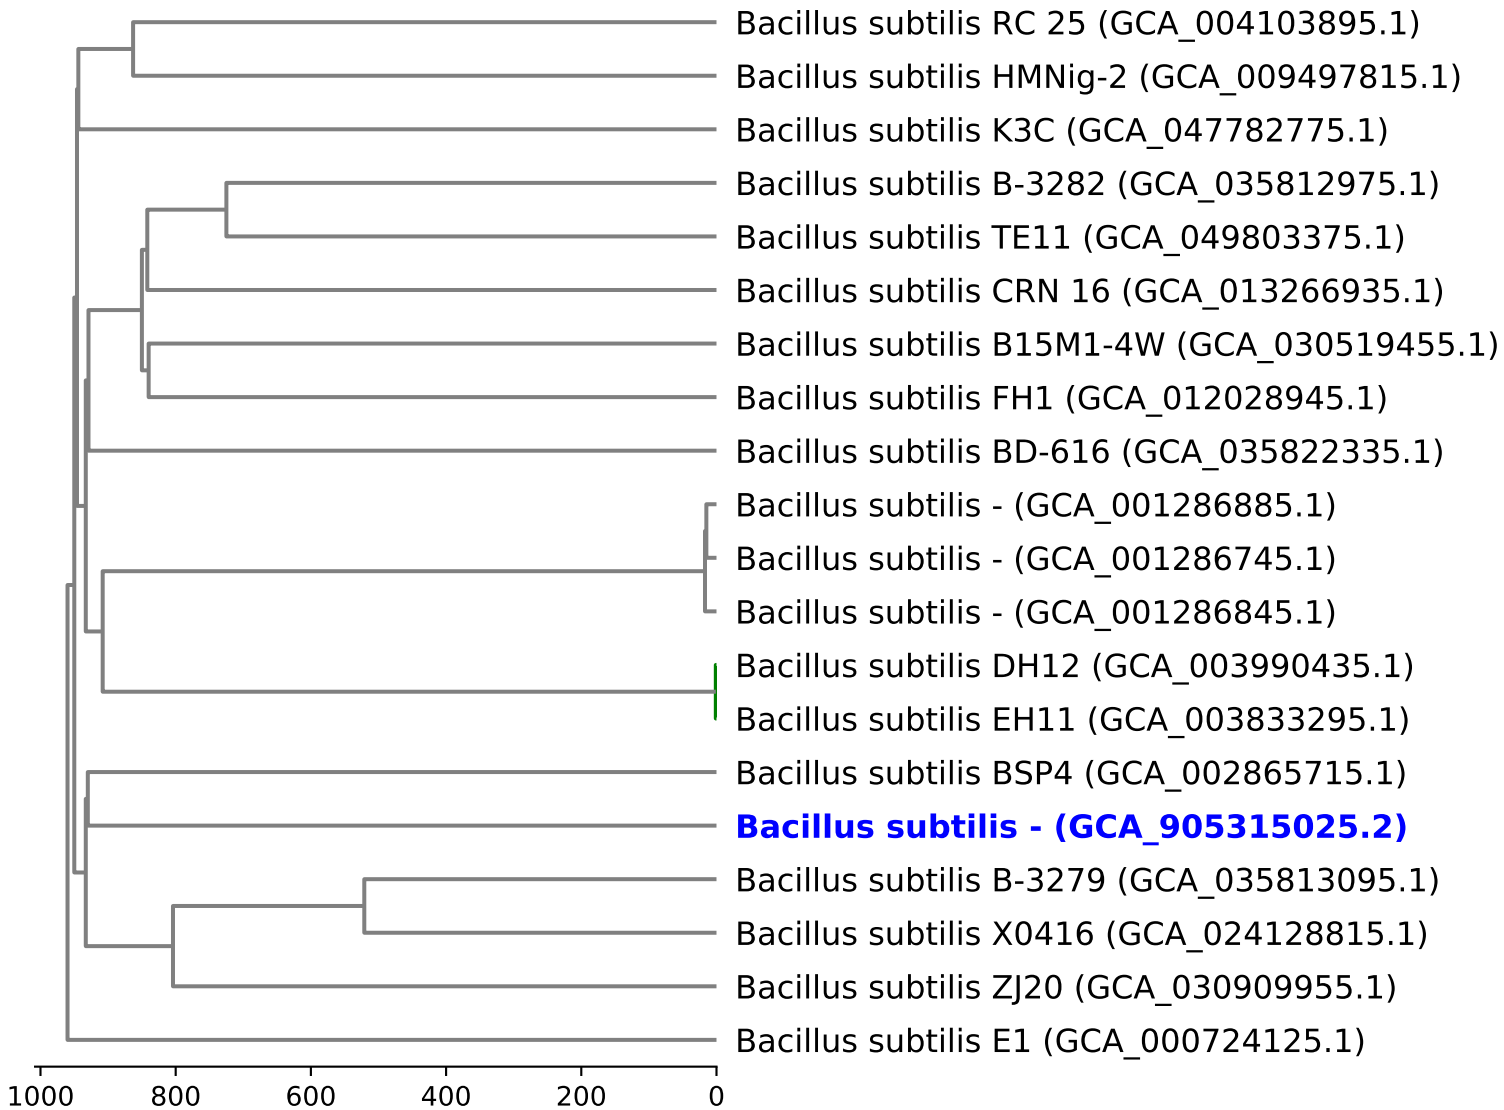 Bacillus subtilis RC 25 (GCA_004103895.1)
Bacillus subtilis HMNig-2 (GCA_009497815.1)
Bacillus subtilis K3C (GCA_047782775.1)
Bacillus subtilis B-3282 (GCA_035812975.1)
Bacillus subtilis TE11 (GCA_049803375.1)
Bacillus subtilis CRN 16 (GCA_013266935.1)
Bacillus subtilis B15M1-4W (GCA_030519455.1)
Bacillus subtilis FH1 (GCA_012028945.1)
Bacillus subtilis BD-616 (GCA_035822335.1)
Bacillus subtilis - (GCA_001286885.1)
Bacillus subtilis - (GCA_001286745.1)
Bacillus subtilis - (GCA_001286845.1)
Bacillus subtilis DH12 (GCA_003990435.1)
Bacillus subtilis EH11 (GCA_003833295.1)
Bacillus subtilis BSP4 (GCA_002865715.1)
Bacillus subtilis - (GCA_905315025.2)
Bacillus subtilis B-3279 (GCA_035813095.1)
Bacillus subtilis X0416 (GCA_024128815.1)
Bacillus subtilis ZJ20 (GCA_030909955.1)
Bacillus subtilis E1 (GCA_000724125.1)
1000 800 600 400 200 0